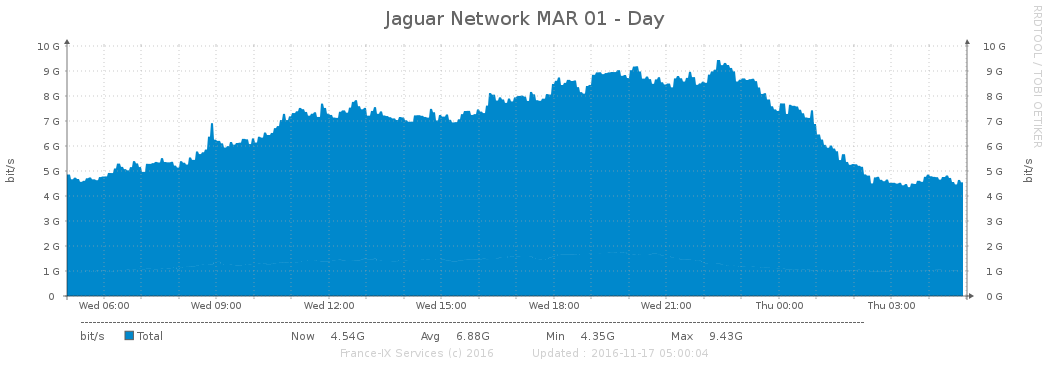 Jaguar Network MAR 01 - Day
RRDTOOL / TOBI OETIKER
bit/s
10 G 10 G
9 G 9 G
8 G 8 G
7 G 7 G
6 G 6 G
5 G 5 G
4 G 4 G
3 G 3 G
2 G 2 G
1 G 1 G
0 0 G
bit/s
Wed 06:00 Wed 09:00 Wed 12:00 Wed 15:00 Wed 18:00 Wed 21:00 Thu 00:00 Thu 03:00
bit/s Total Now 4.54G Avg 6.88G Min 4.35G Max 9.43G
France-IX Services (c) 2016 Updated : 2016-11-17 05:00:04